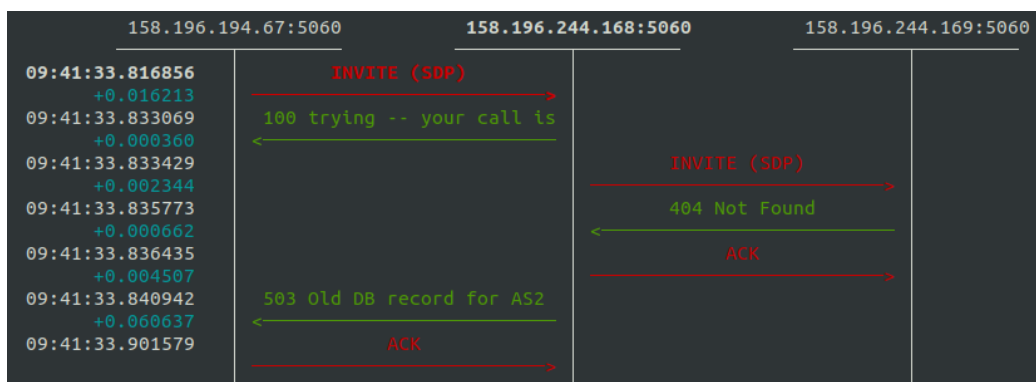 158.196.194.67:5060 158.196.244.168:5060 158.196.244.169:5060
09:41:33.816856 INVITE (SDP)
+0.016213
09:41:33.833069 100 trying -- your call is
+0.000360
09:41:33.833429 INVITE (SDP)
+0.002344
09:41:33.835773 404 Not Found
+0.000662
09:41:33.836435 ACK
+0.004507
09:41:33.840942 503 Old DB record for AS2
+0.060637
09:41:33.901579 ACK